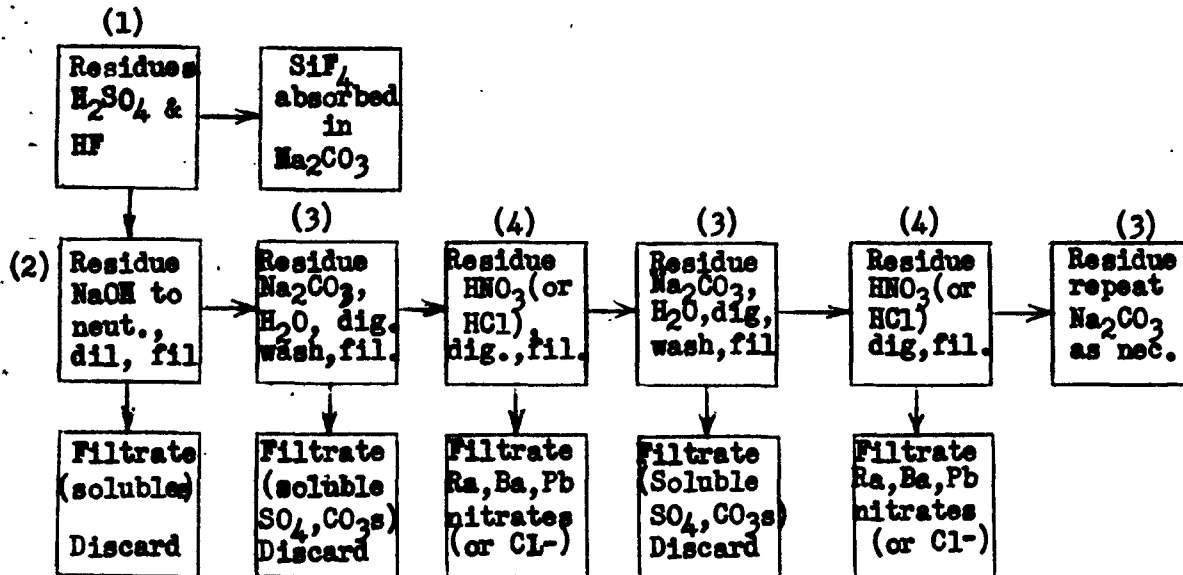 (1)
Residues
H₂SO₄ &
HF
SiF₄
absorbed
in
Na₂CO₃
(2)
Residue
NaOH to
neut.,
dil, fil
(3)
Residue
Na₂CO₃,
H₂O, dig.
wash,fil.
(4)
Residue
HNO₃(or
HCl),
dig.,fil.
(3)
Residue
Na₂CO₃,
H₂O,dig,
wash,fil
(4)
Residue
HNO₃(or
HCl)
dig,fil.
(3)
Residue
repeat
Na₂CO₃
as nec.
Filtrate
(solubles)
Discard
Filtrate
(soluble
SO₄,CO₃s)
Discard
Filtrate
Ra,Ba,Pb
nitrates
(or CL-)
Filtrate
(Soluble
SO₄,CO₃s)
Discard
Filtrate
Ra,Ba,Pb
nitrates
(or Cl-)